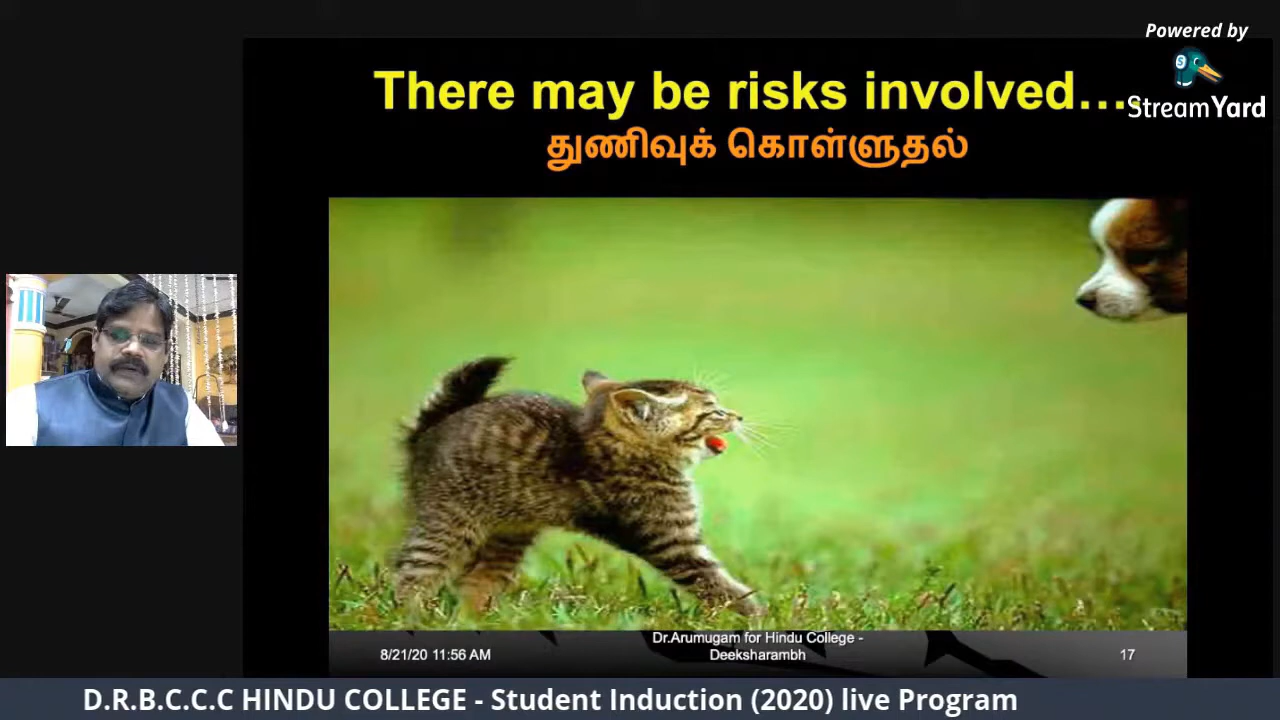 Powered by
StreamYard
There may be risks involved….
துணிவுக் கொள்ளுதல்
Dr.Arumugam for Hindu College -
8/21/20 11:56 AM Deeksharambh 17
D.R.B.C.C.C HINDU COLLEGE - Student Induction (2020) live Program